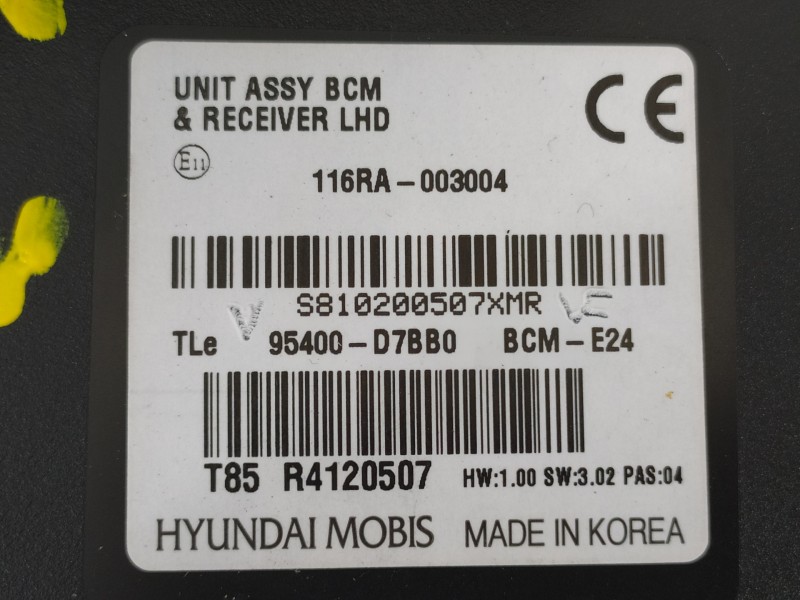 UNIT ASSY BCM
& RECEIVER LHD
CE
E11
116RA-003004
S810200507XMR
V
VE
TLe 95400-D7BB0 BCM-E24
T85 R4120507 HW:1.00 SW:3.02 PAS:04
HYUNDAI MOBIS MADE IN KOREA